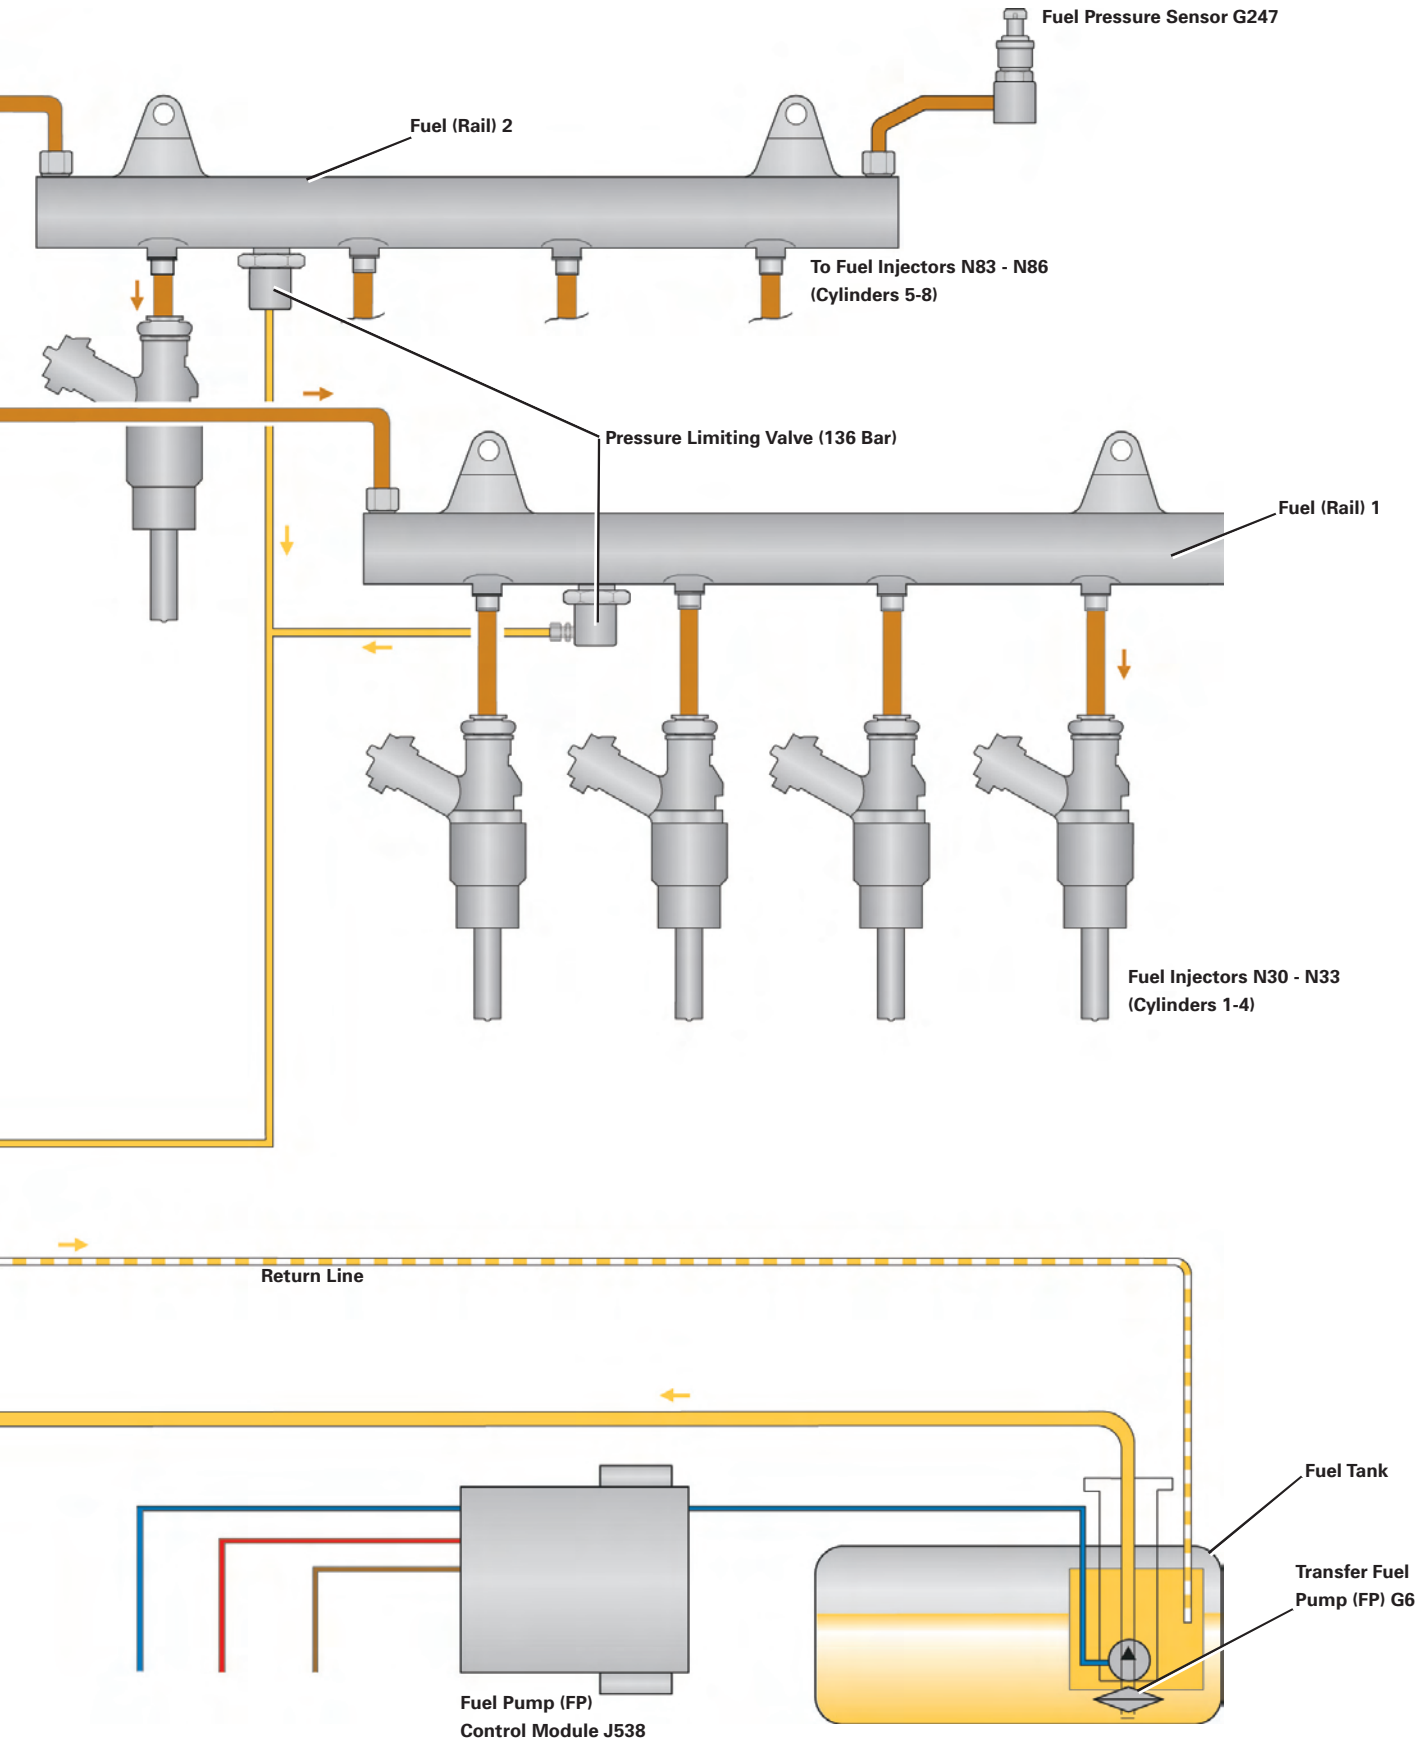 Fuel Pressure Sensor G247
Fuel (Rail) 2
To Fuel Injectors N83 - N86
(Cylinders 5-8)
Pressure Limiting Valve (136 Bar)
Fuel (Rail) 1
Fuel Injectors N30 - N33
(Cylinders 1-4)
Return Line
Fuel Tank
Transfer Fuel
Pump (FP) G6
Fuel Pump (FP)
Control Module J538